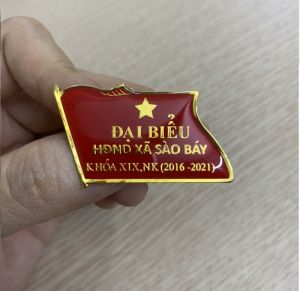 ĐẠI BIỂU
HĐND XÃ SÀO BÁY
KHÓA XIX,NK (2016 -2021)